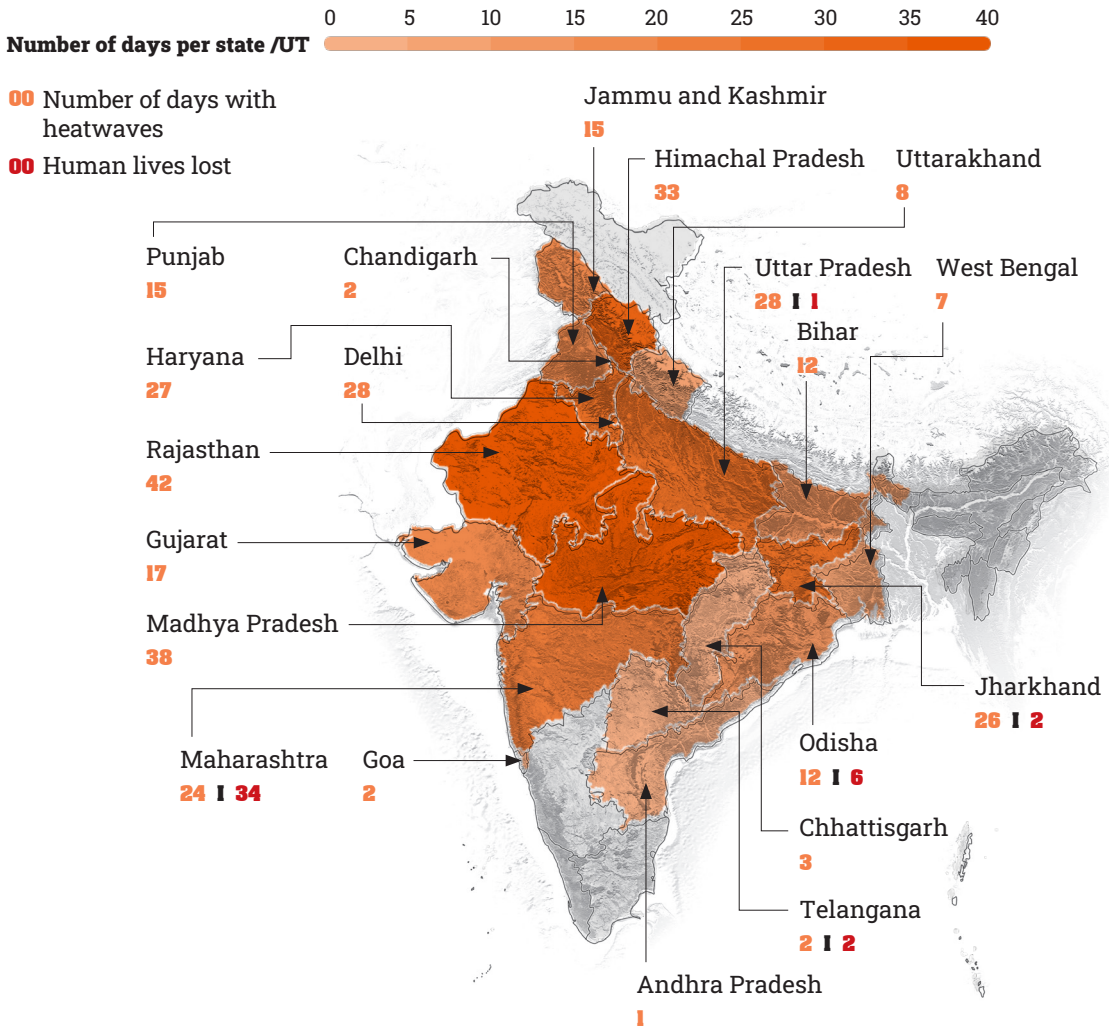 0 5 10 15 20 25 30 35 40
Number of days per state /UT
00 Number of days with
heatwaves
00 Human lives lost
Jammu and Kashmir
15
Himachal Pradesh
33
Uttarakhand
8
Punjab
15
Chandigarh
2
Uttar Pradesh
28 I 1
West Bengal
7
Bihar
12
Haryana
27
Delhi
28
Rajasthan
42
Gujarat
17
Madhya Pradesh
38
Jharkhand
26 I 2
Maharashtra
24 I 34
Goa
2
Odisha
12 I 6
Chhattisgarh
3
Telangana
2 I 2
Andhra Pradesh
1